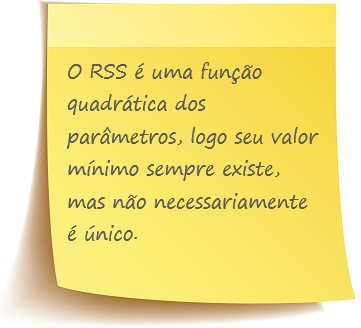 O RSS é uma função
quadrática dos
parâmetros, logo seu valor
mínimo sempre existe,
mas não necessariamente
é único.